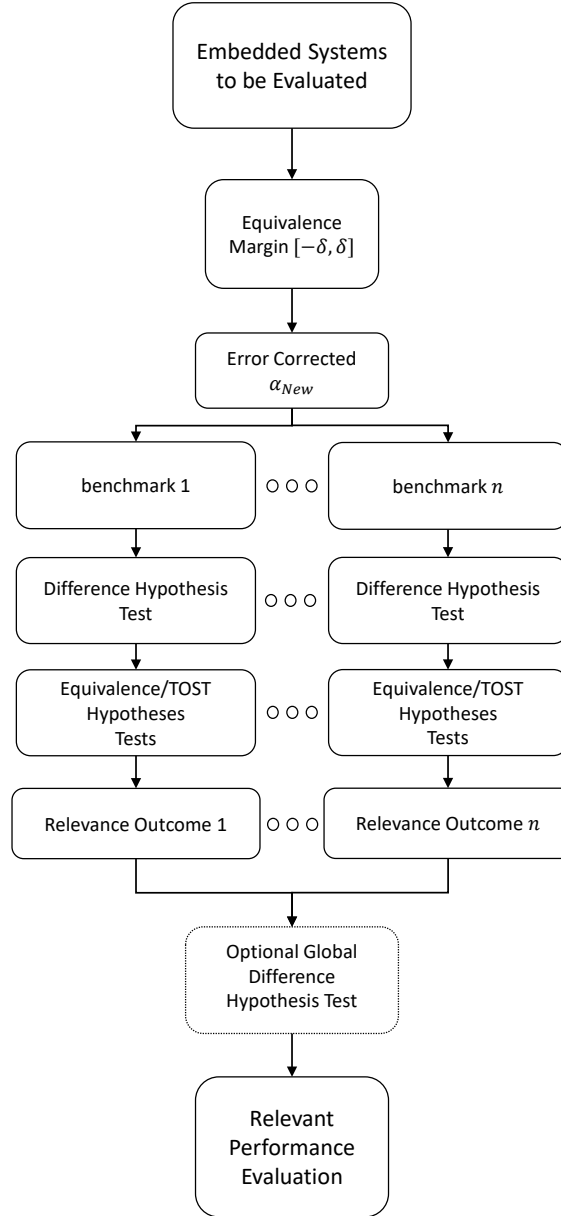 Embedded Systems
to be Evaluated
Equivalence
Margin [−δ, δ]
Error Corrected
α_{New}
benchmark 1
benchmark n
Difference Hypothesis
Test
Difference Hypothesis
Test
Equivalence/TOST
Hypotheses
Tests
Equivalence/TOST
Hypotheses
Tests
Relevance Outcome 1
Relevance Outcome n
Optional Global
Difference
Hypothesis Test
Relevant
Performance
Evaluation